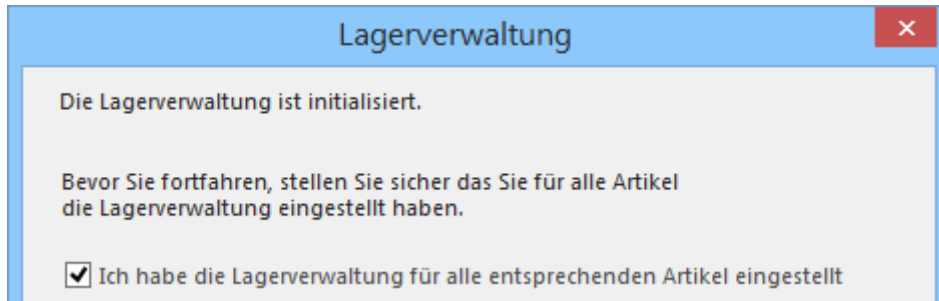 Lagerverwaltung
Die Lagerverwaltung ist initialisiert.
Bevor Sie fortfahren, stellen Sie sicher das Sie für alle Artikel
die Lagerverwaltung eingestellt haben.
Ich habe die Lagerverwaltung für alle entsprechenden Artikel eingestellt